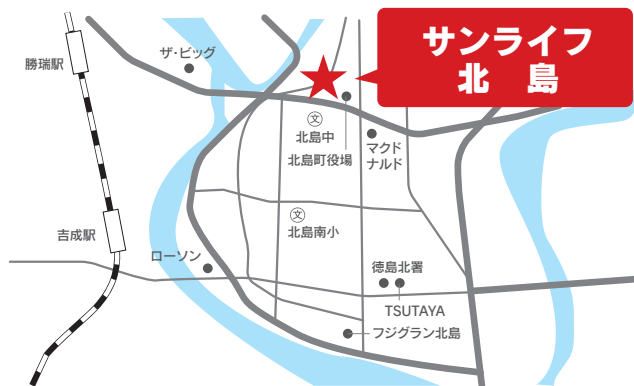 サンライフ
北島
ザ・ビッグ
勝瑞駅
文
北島中
北島町役場
マクド
ナルド
文
北島南小
吉成駅
ローソン
徳島北署
TSUTAYA
フジグラン北島